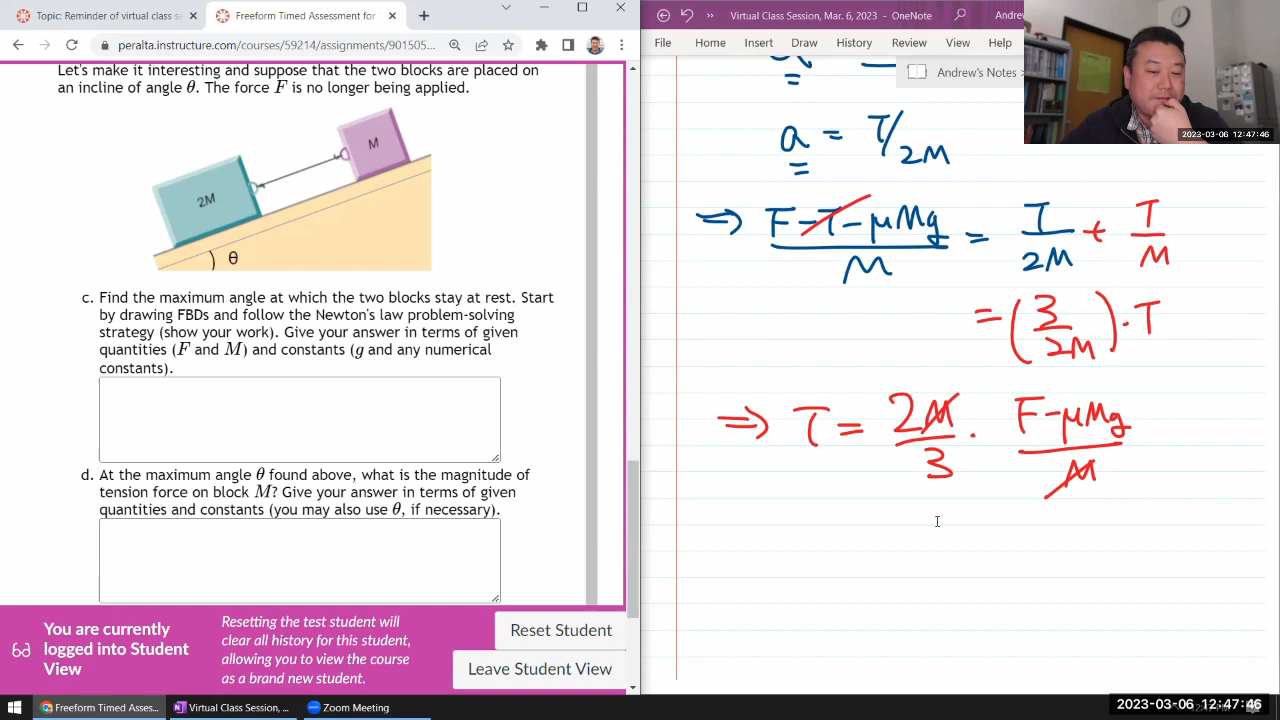 Topic: Reminder of virtual class se
Freeform Timed Assessment for
peralta.instructure.com/courses/59214/assignments/901505...
Let's make it interesting and suppose that the two blocks are placed on
an incline of angle θ. The force F is no longer being applied.
M
2M
θ
c. Find the maximum angle at which the two blocks stay at rest. Start
by drawing FBDs and follow the Newton's law problem-solving
strategy (show your work). Give your answer in terms of given
quantities (F and M) and constants (g and any numerical
constants).
d. At the maximum angle θ found above, what is the magnitude of
tension force on block M? Give your answer in terms of given
quantities and constants (you may also use θ, if necessary).
You are currently
logged into Student
View
Resetting the test student will
clear all history for this student,
allowing you to view the course
as a brand new student.
Reset Student
Leave Student View
Virtual Class Session, Mar. 6, 2023 - OneNote
Andre
File Home Insert Draw History Review View Help
Andrew's Notes >
a = T/2M
⇒ (F - T - μMg)/M = T/2M + T/M
= (3/2M) · T
⇒ T = 2M/3 · (F - μMg)/M
2023-03-06 12:47:46
Freeform Timed Asses...
Virtual Class Session, ...
Zoom Meeting
2023-03-06 12:47:46